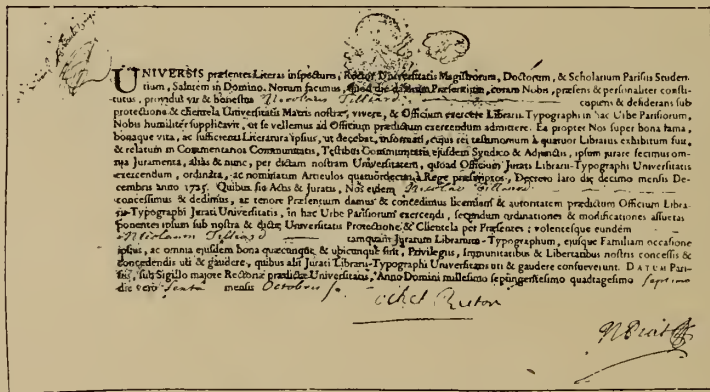 UNIVERSIS præsentes Literas inspecturis, Rector Universitatis Magistrorum, Doctorum, & Scholarium Parisiis Studen-
tium, Salutem in Domino. Notum facimus, quod die datarum Præsentium, coram Nobis, præsens & personaliter consti-
tutus, providus vir & honestus Nicolaus Tilliard cupiens & desiderans sub
protectione & clientela Universitatis Matris nostræ, vivere, & Officium exercere Librarii-Typographi in hac Urbe Parisiorum,
Nobis humiliter supplicavit, ut se vellemus ad Officium prædictum exercendum admittere. Ea propter Nos super bona fama,
bonaque vita, ac sufficienti Literatura ipsius, ut decebat, informati, cujus rei testimonium à quatuor Librariis exhibitum fuit,
& relatum in Commentarios Communitatis, Testibus Communitatis ejusdem Syndico & Adjunctis, ipsum jurare fecimus om-
nia Juramenta, aliàs & nunc, per dictam nostram Universitatem, quoad Officium Jurati Librarii-Typographi Universitatis
exercendum, ordinata, ac nominatim Articulos quatuordecim à Rege præscriptos, Decreto lato die decimo mensis De-
cembris anno 1725. Quibus sic Actis & Juratis, Nos eidem Nicolao Tilliard
concessimus & dedimus, ac tenore Præsentium damus & concedimus licentiam & autoritatem prædictum Officium Libra-
rii-Typographi Jurati Universitatis, in hac Urbe Parisiorum exercendi, secundum ordinationes & modificationes assuetas
ponentes ipsum sub nostra & dictæ Universitatis Protectione & Clientela per Præsentes; volentesque eundem
Nicolaum Tilliard tamquam Juratum Librarium-Typographum, ejusque Familiam occasione
ipsius, ac omnia ejusdem bona quæcunque & ubicunque sint, Privilegiis, Immunitatibus & Libertatibus nostris concessis &
concedendis uti & gaudere, quibus alii Jurati Librarii-Typographi Universitatis uti & gaudere consueverunt. DATUM Pari-
siis, sub Sigillo majore Rectoriæ prædictæ Universitatis, Anno Domini millesimo septingentesimo quadragesimo septimo
die vero sexta mensis Octobris